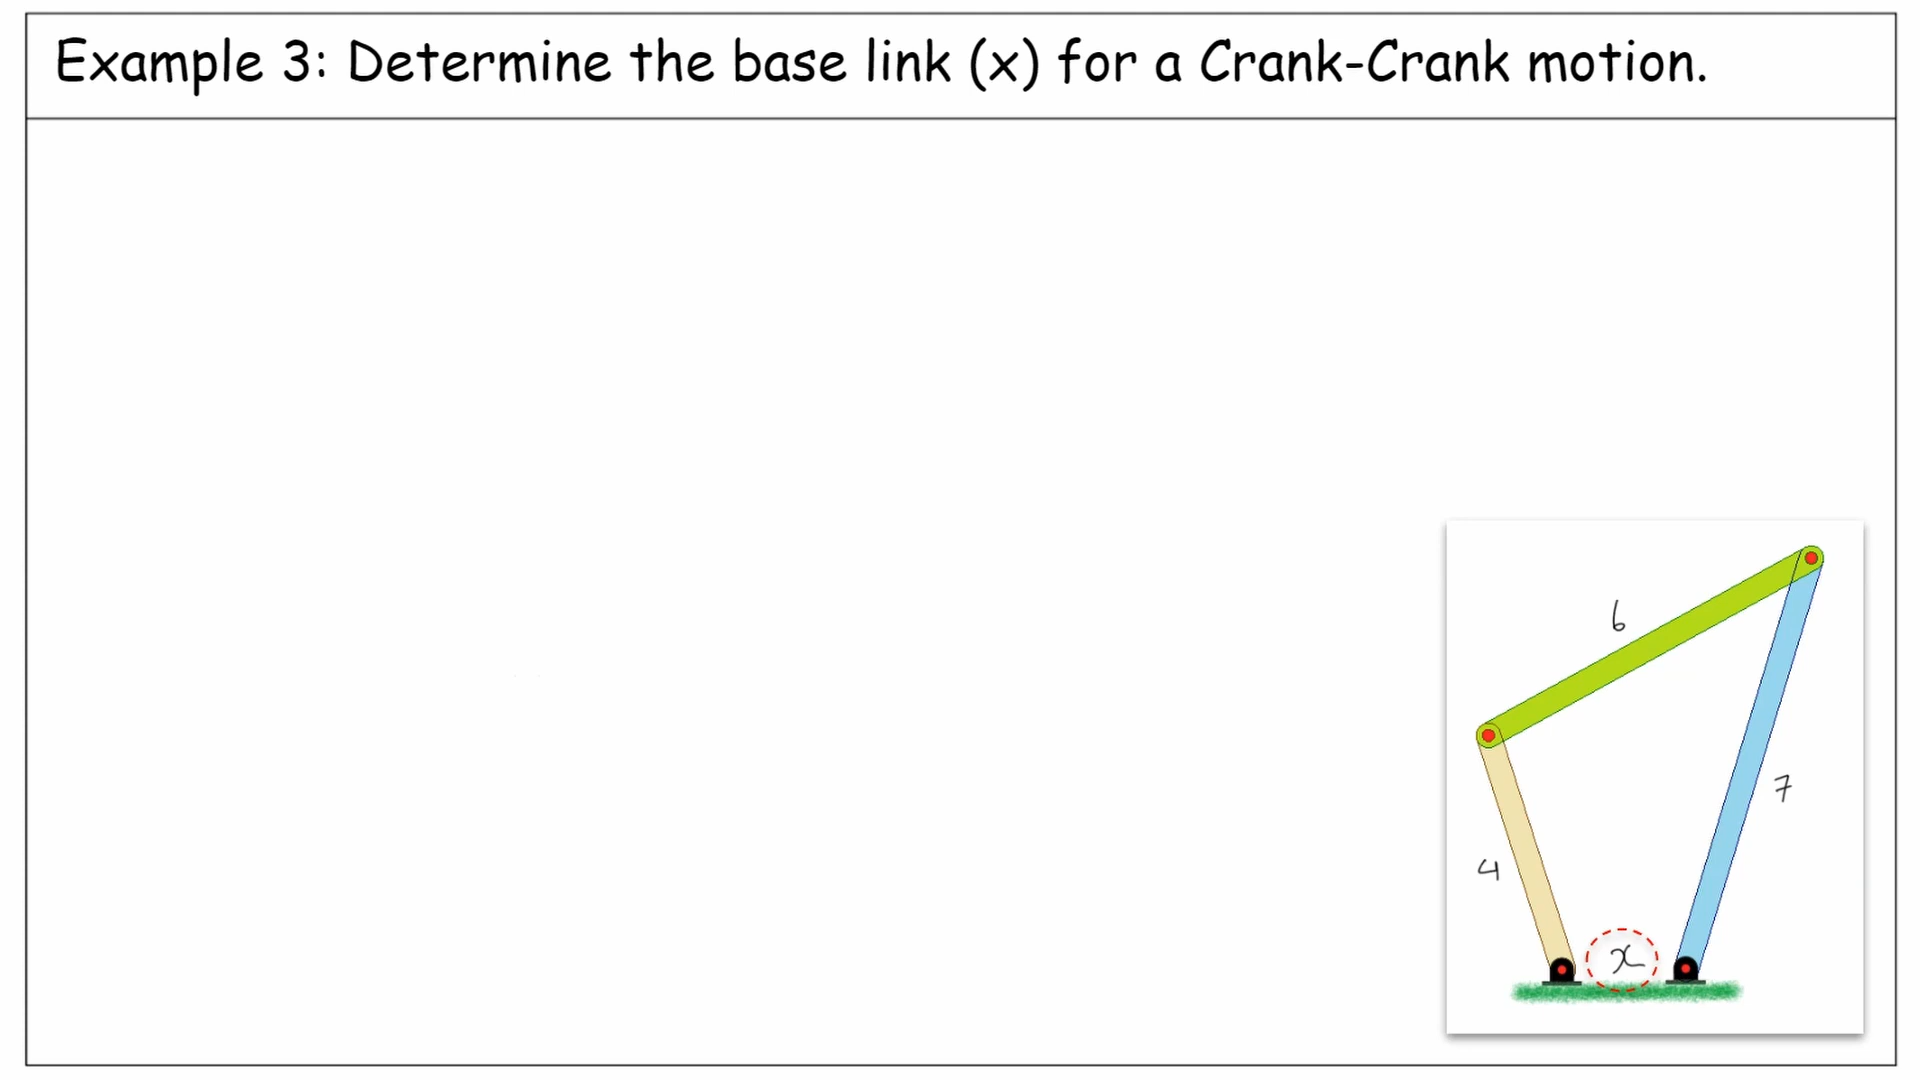 Example 3: Determine the base link (x) for a Crank-Crank motion.
6
7
4
x